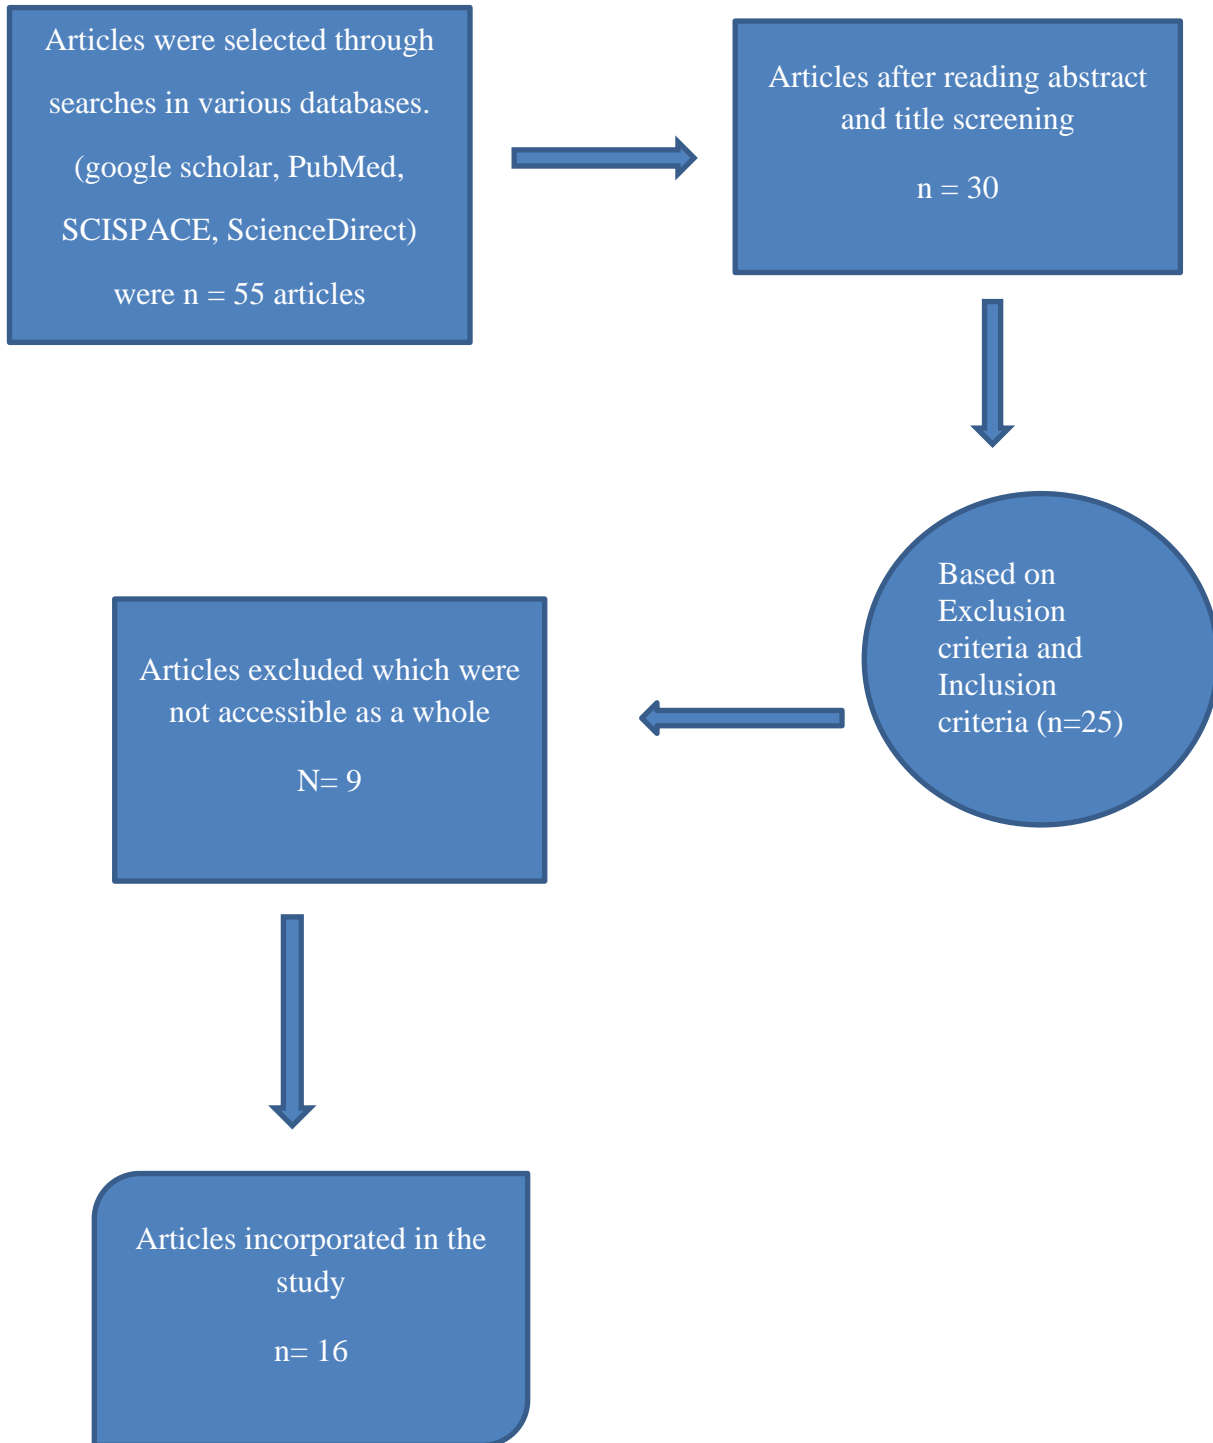 Articles were selected through
searches in various databases.
(google scholar, PubMed,
SCISPACE, ScienceDirect)
were n = 55 articles
Articles after reading abstract
and title screening
n = 30
Based on
Exclusion
criteria and
Inclusion
criteria (n=25)
Articles excluded which were
not accessible as a whole
N= 9
Articles incorporated in the
study
n= 16